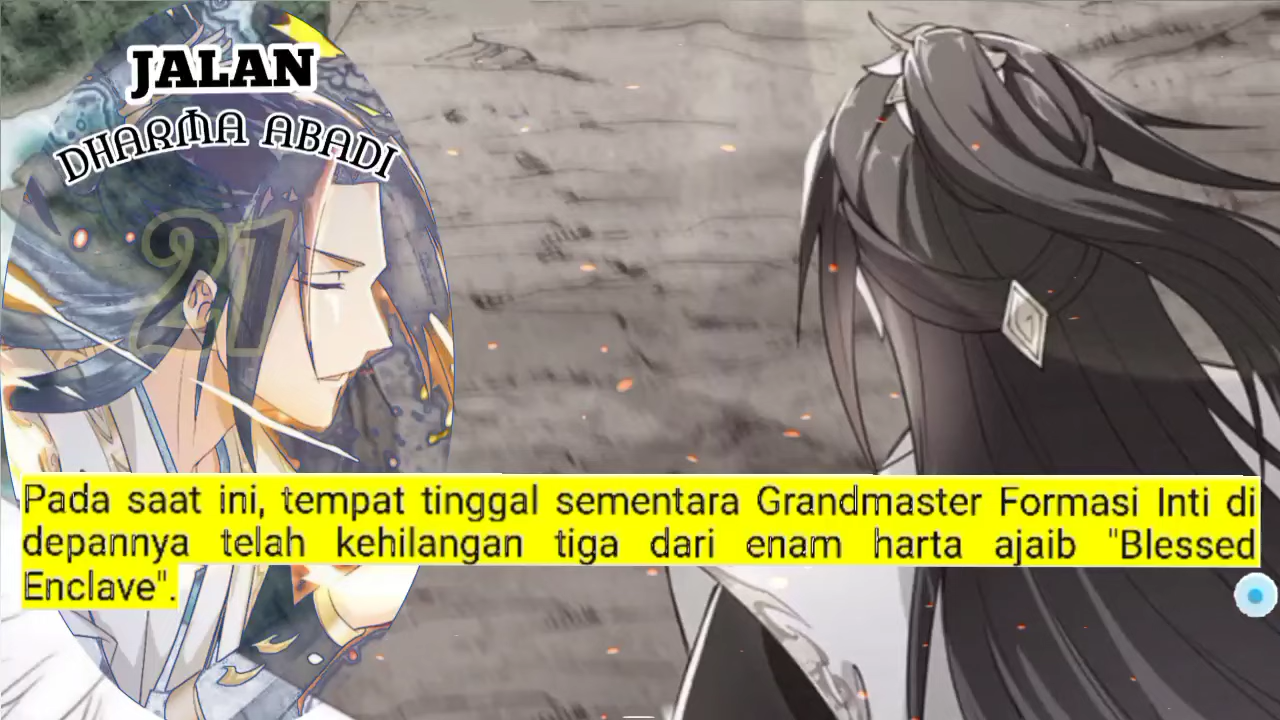 JALAN
DHARMA ABADI
27
Pada saat ini, tempat tinggal sementara Grandmaster Formasi Inti di
depannya telah kehilangan tiga dari enam harta ajaib "Blessed
Enclave".